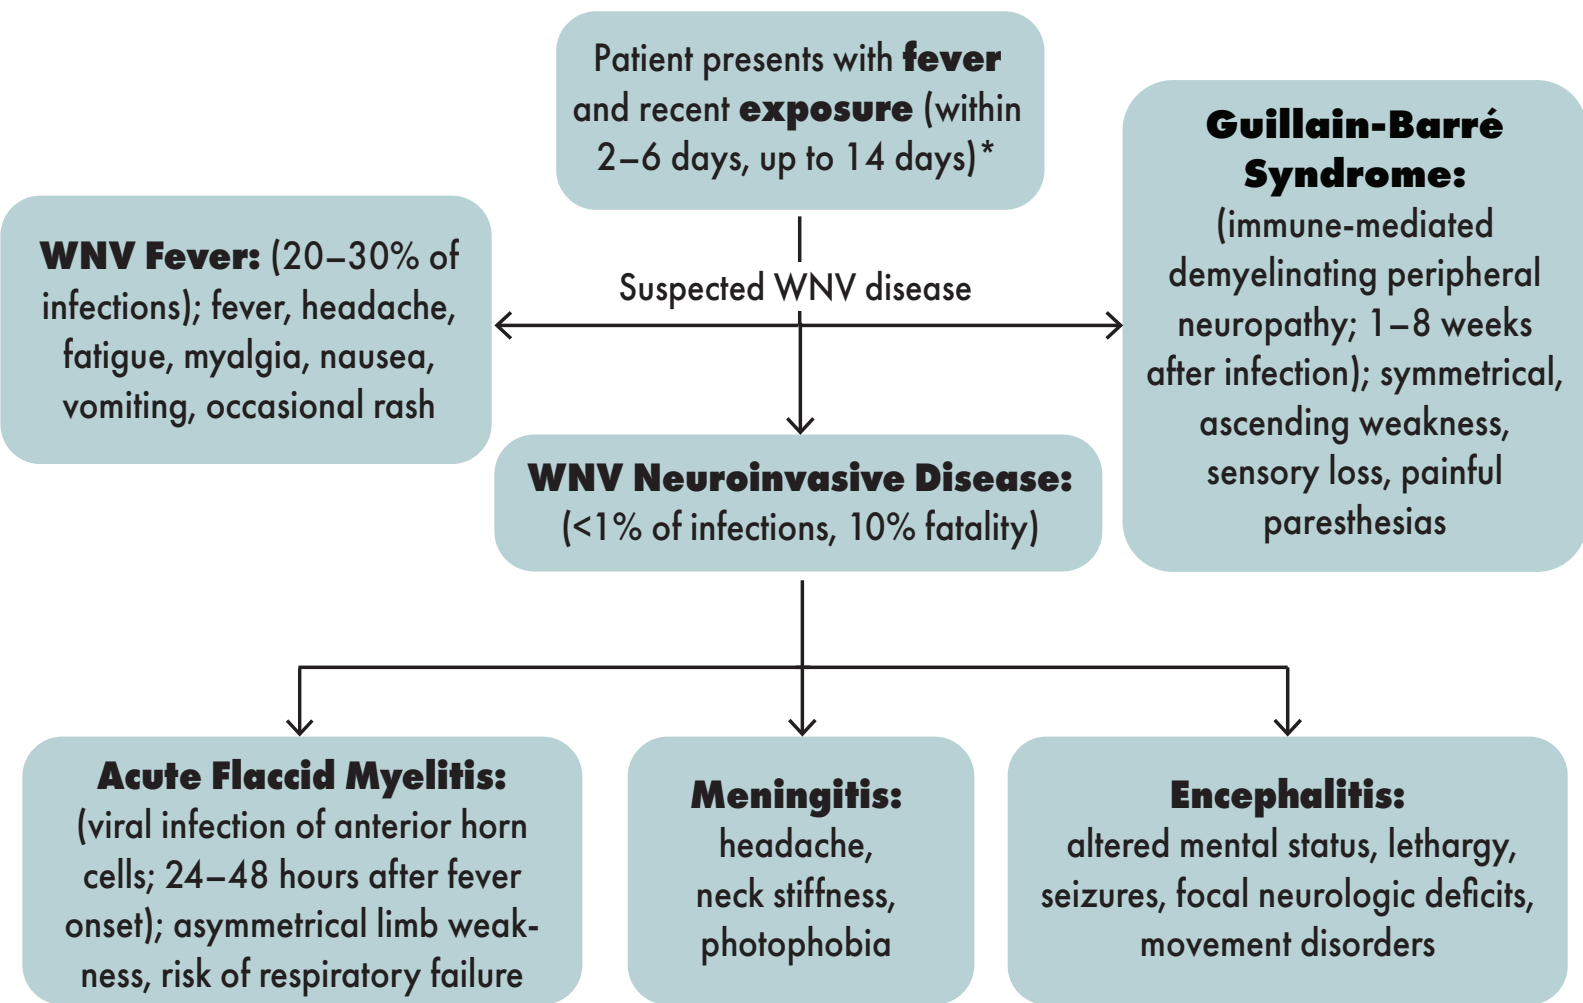 Patient presents with fever
and recent exposure (within
2–6 days, up to 14 days)*
Suspected WNV disease
WNV Fever: (20–30% of
infections); fever, headache,
fatigue, myalgia, nausea,
vomiting, occasional rash
Guillain-Barré
Syndrome:
(immune-mediated
demyelinating peripheral
neuropathy; 1–8 weeks
after infection); symmetrical,
ascending weakness,
sensory loss, painful
paresthesias
WNV Neuroinvasive Disease:
(<1% of infections, 10% fatality)
Acute Flaccid Myelitis:
(viral infection of anterior horn
cells; 24–48 hours after fever
onset); asymmetrical limb weak-
ness, risk of respiratory failure
Meningitis:
headache,
neck stiffness,
photophobia
Encephalitis:
altered mental status, lethargy,
seizures, focal neurologic deficits,
movement disorders